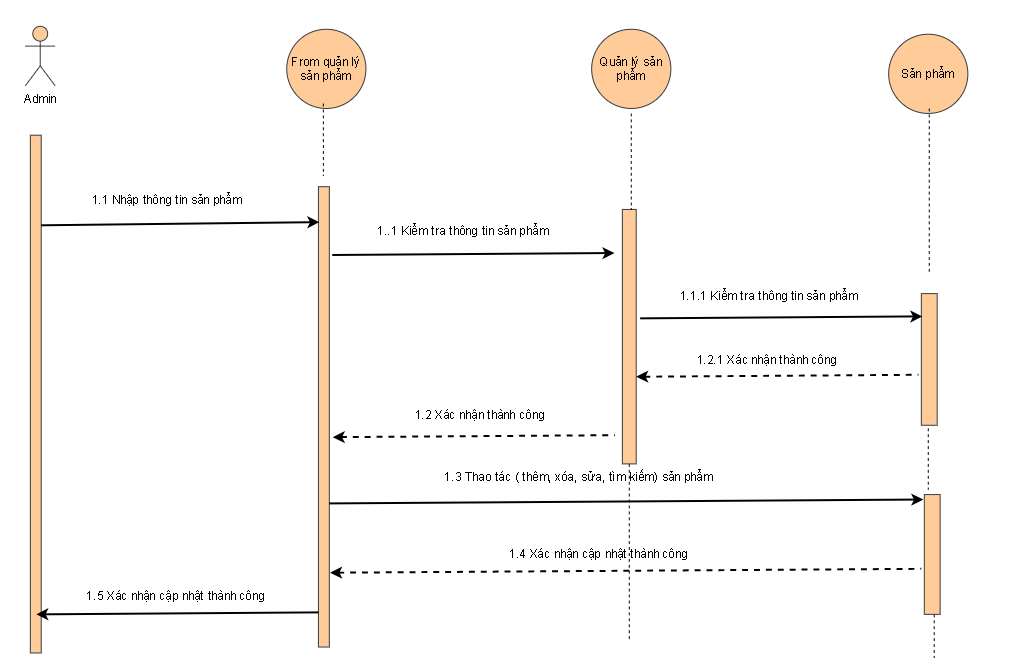 Admin
From quản lý
sản phẩm
Quản lý sản
phẩm
Sản phẩm
1.1 Nhập thông tin sản phẩm
1..1 Kiểm tra thông tin sản phẩm
1.1.1 Kiểm tra thông tin sản phẩm
1.2.1 Xác nhận thành công
1.2 Xác nhận thành công
1.3 Thao tác ( thêm, xóa, sữa, tìm kiếm) sản phẩm
1.4 Xác nhận cập nhật thành công
1.5 Xác nhận cập nhật thành công